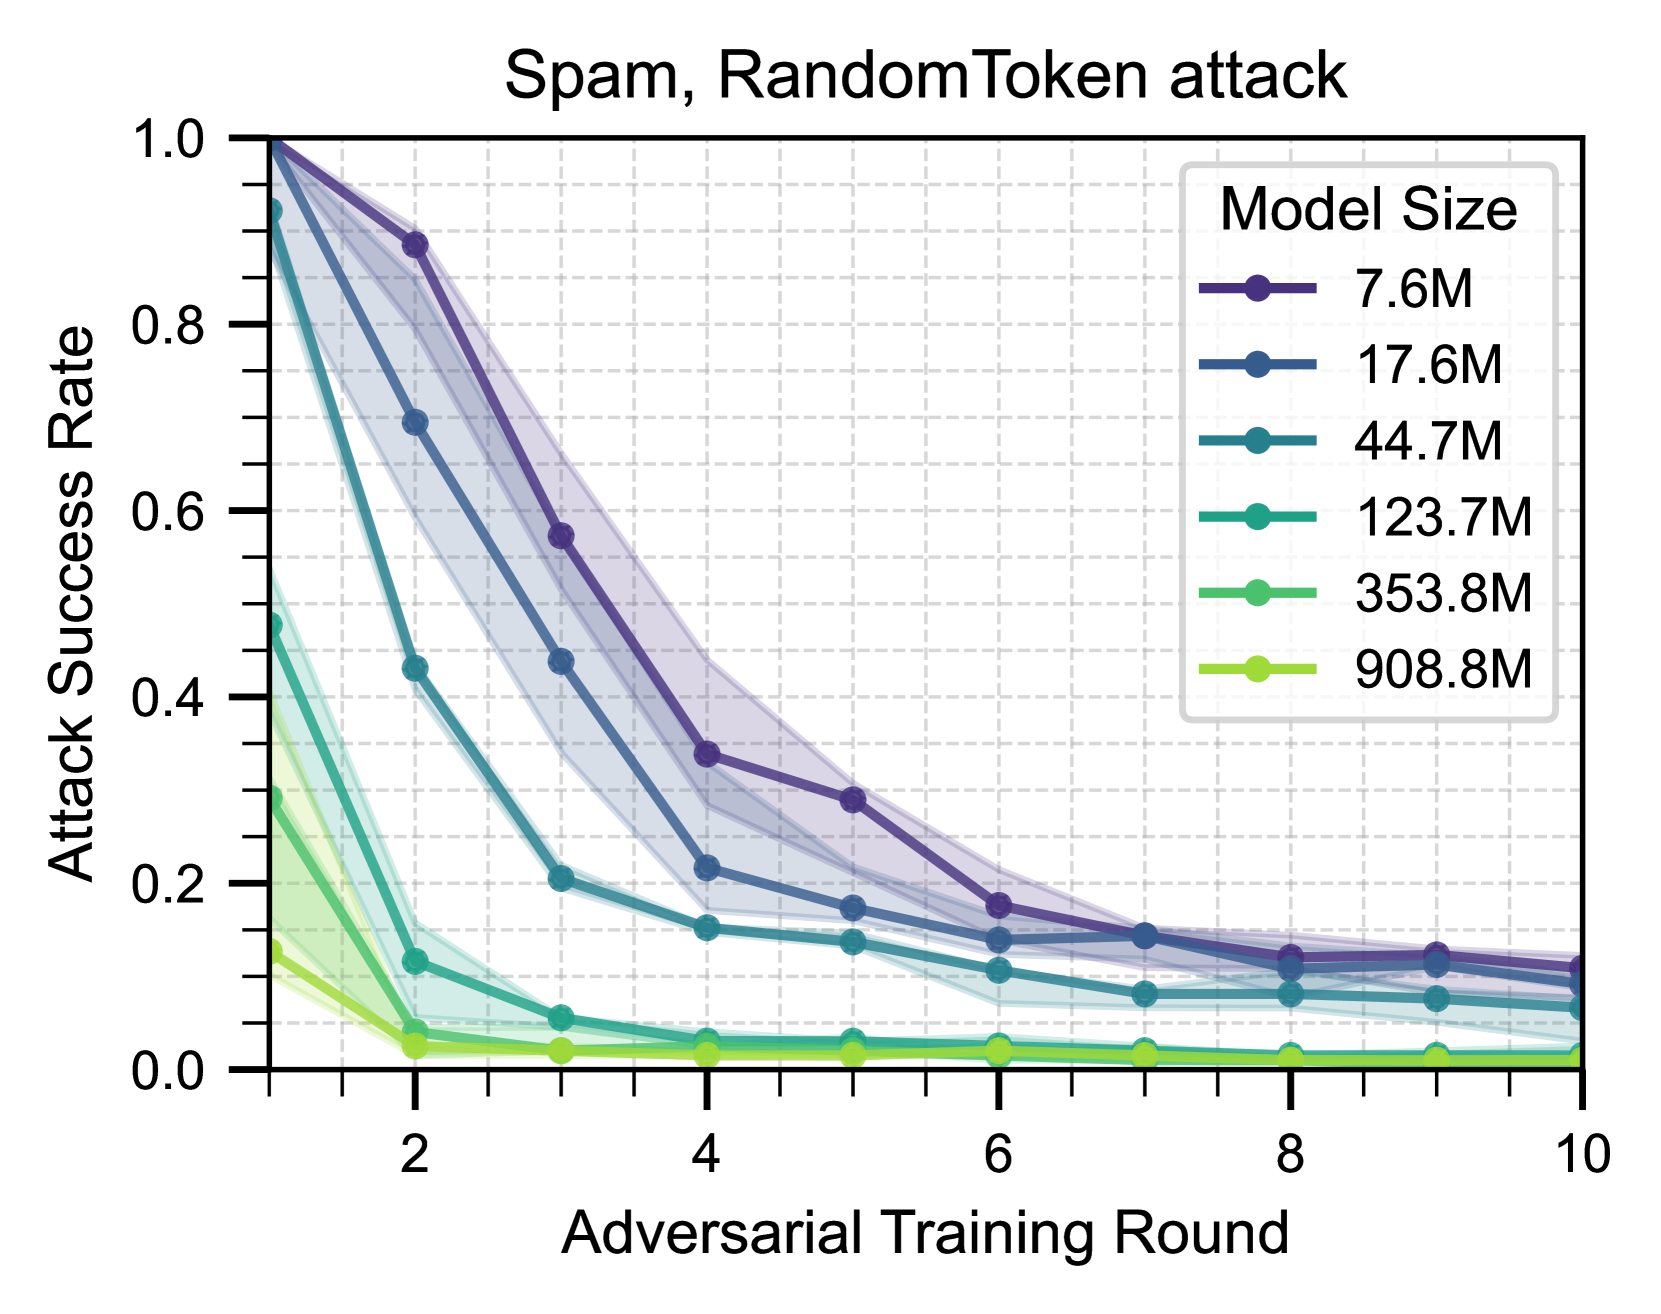 Spam, RandomToken attack
1.0
0.8
0.6
0.4
0.2
0.0
Attack Success Rate
Model Size
7.6M
17.6M
44.7M
123.7M
353.8M
908.8M
2 4 6 8 10
Adversarial Training Round